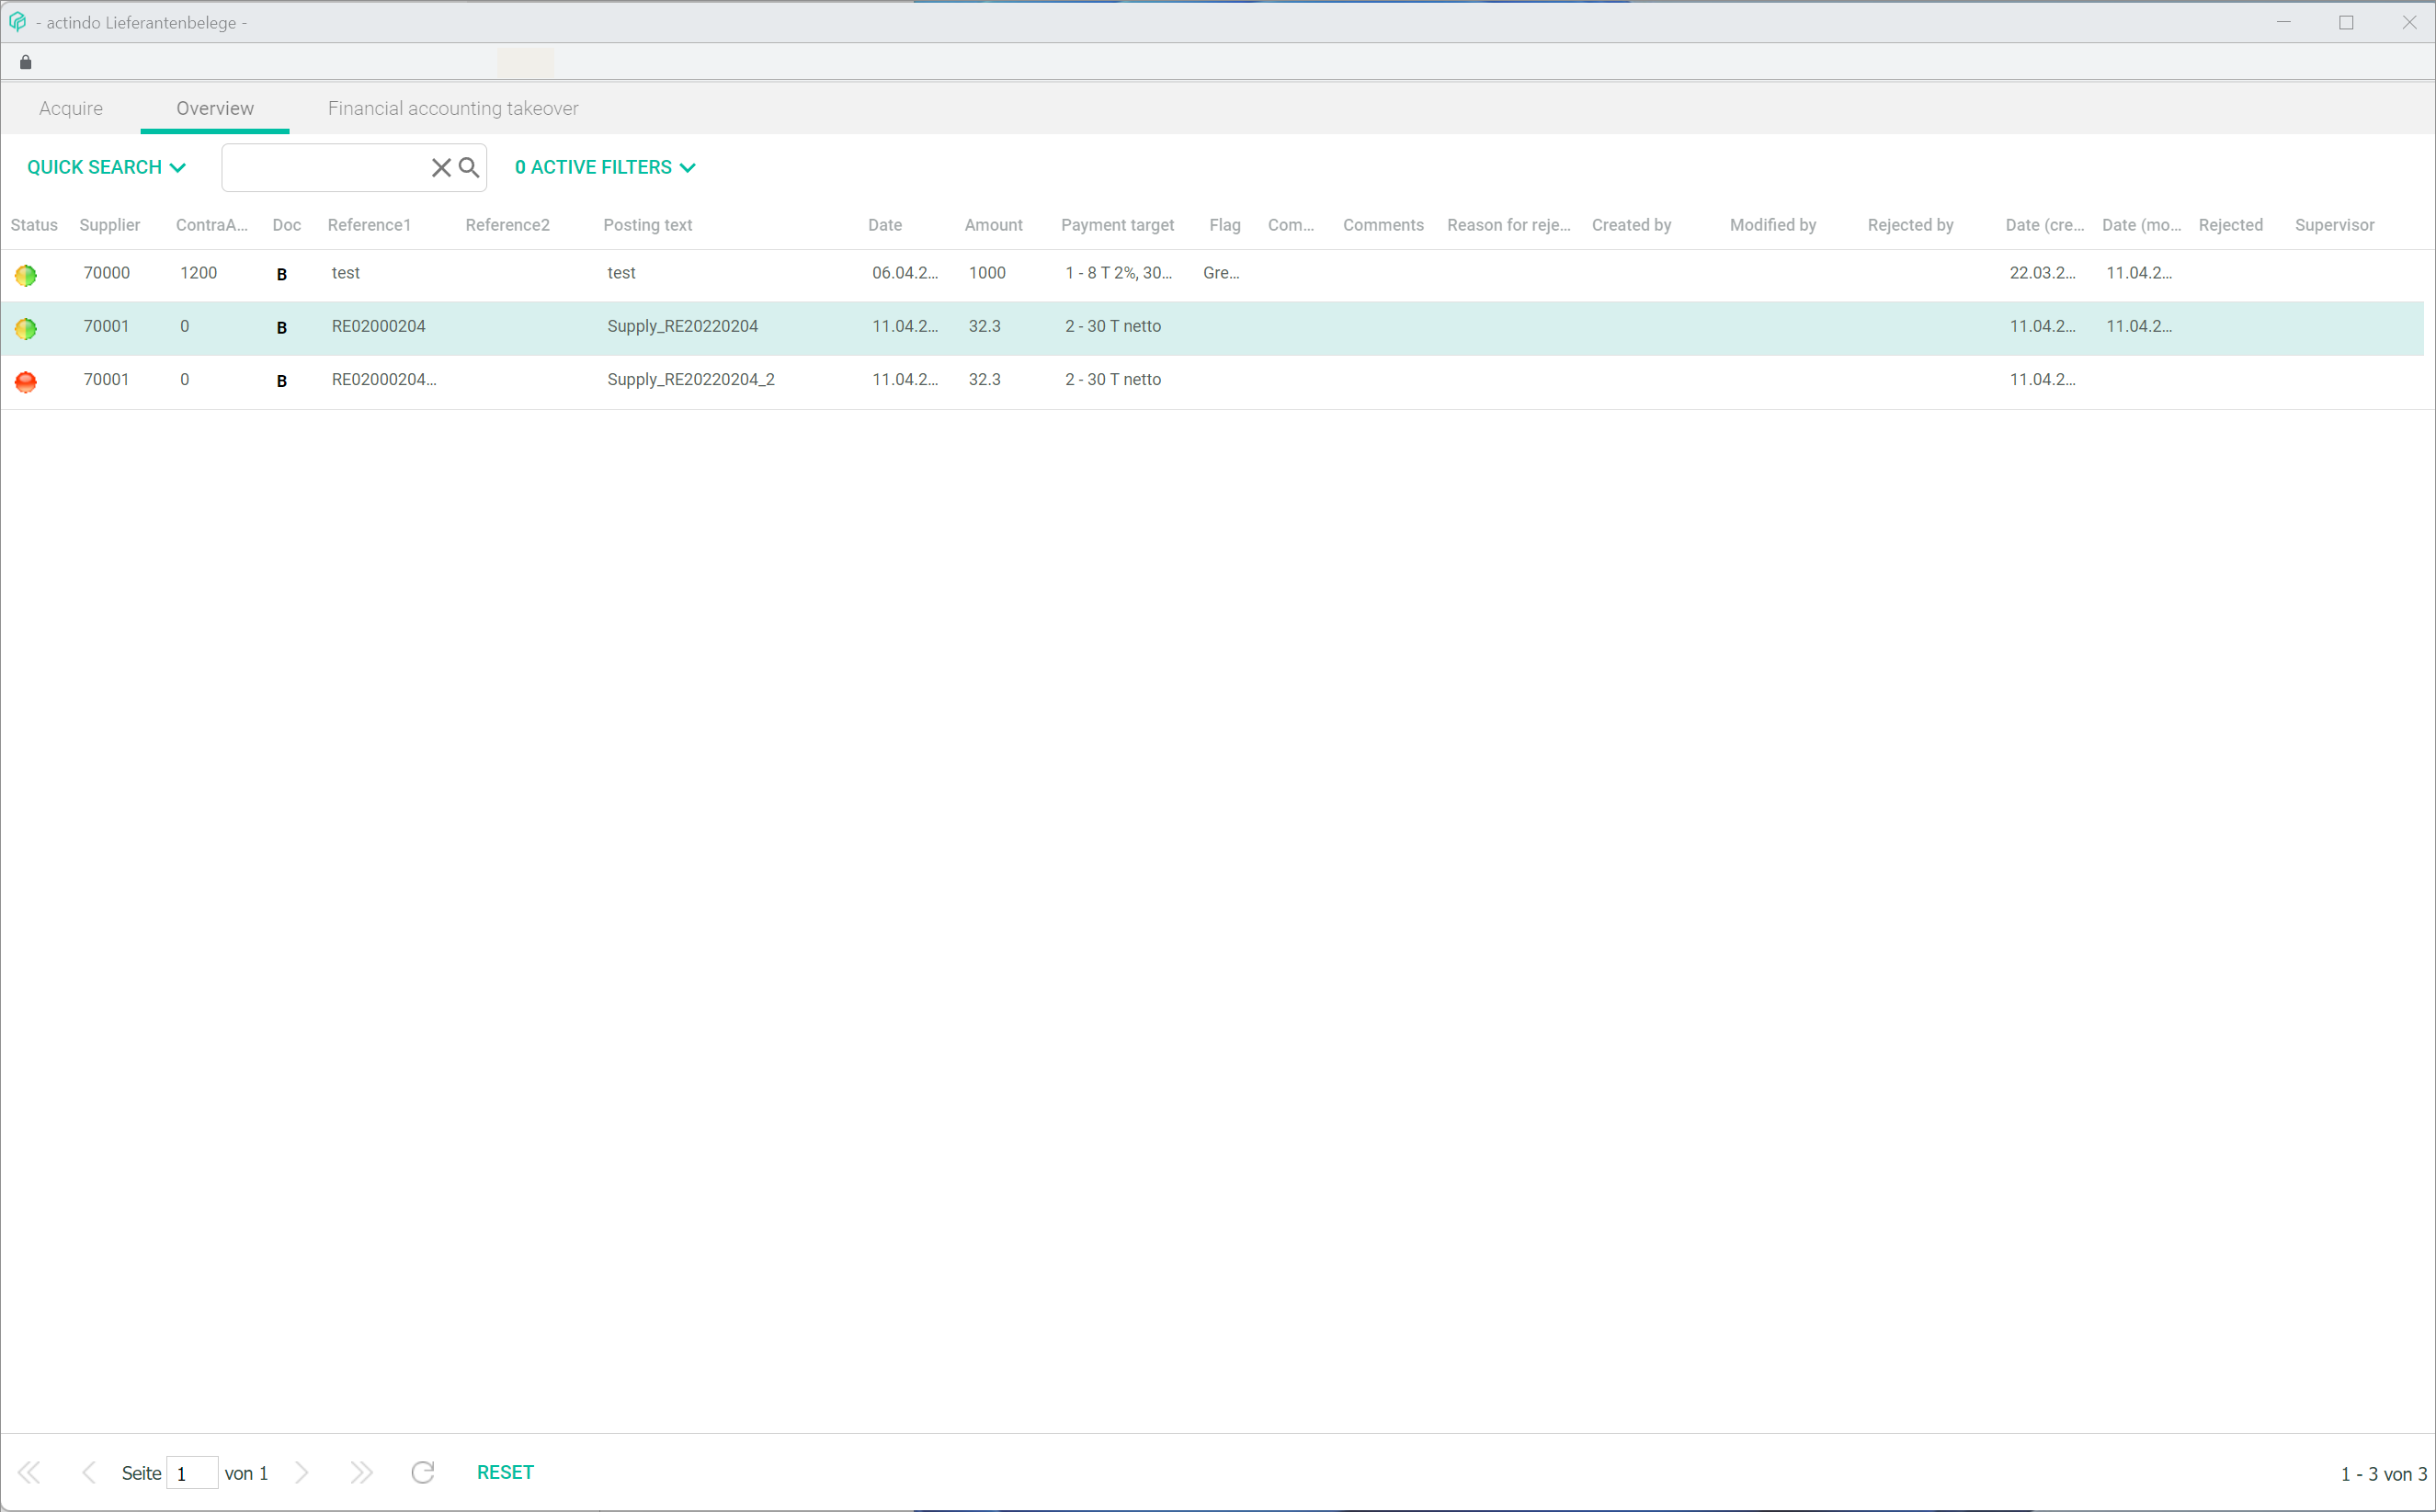 - actindo Lieferantenbelege -
Acquire Overview Financial accounting takeover
QUICK SEARCH 0 ACTIVE FILTERS
Status Supplier ContraA... Doc Reference1 Reference2 Posting text Date Amount Payment target Flag Com... Comments Reason for reje... Created by Modified by Rejected by Date (cre... Date (mo... Rejected Supervisor
70000 1200 B test test 06.04.2... 1000 1 - 8 T 2%, 30... Gre... 22.03.2... 11.04.2...
70001 0 B RE02000204 Supply_RE20220204 11.04.2... 32.3 2 - 30 T netto 11.04.2... 11.04.2...
70001 0 B RE02000204... Supply_RE20220204_2 11.04.2... 32.3 2 - 30 T netto 11.04.2...
Seite 1 von 1 RESET 1 - 3 von 3